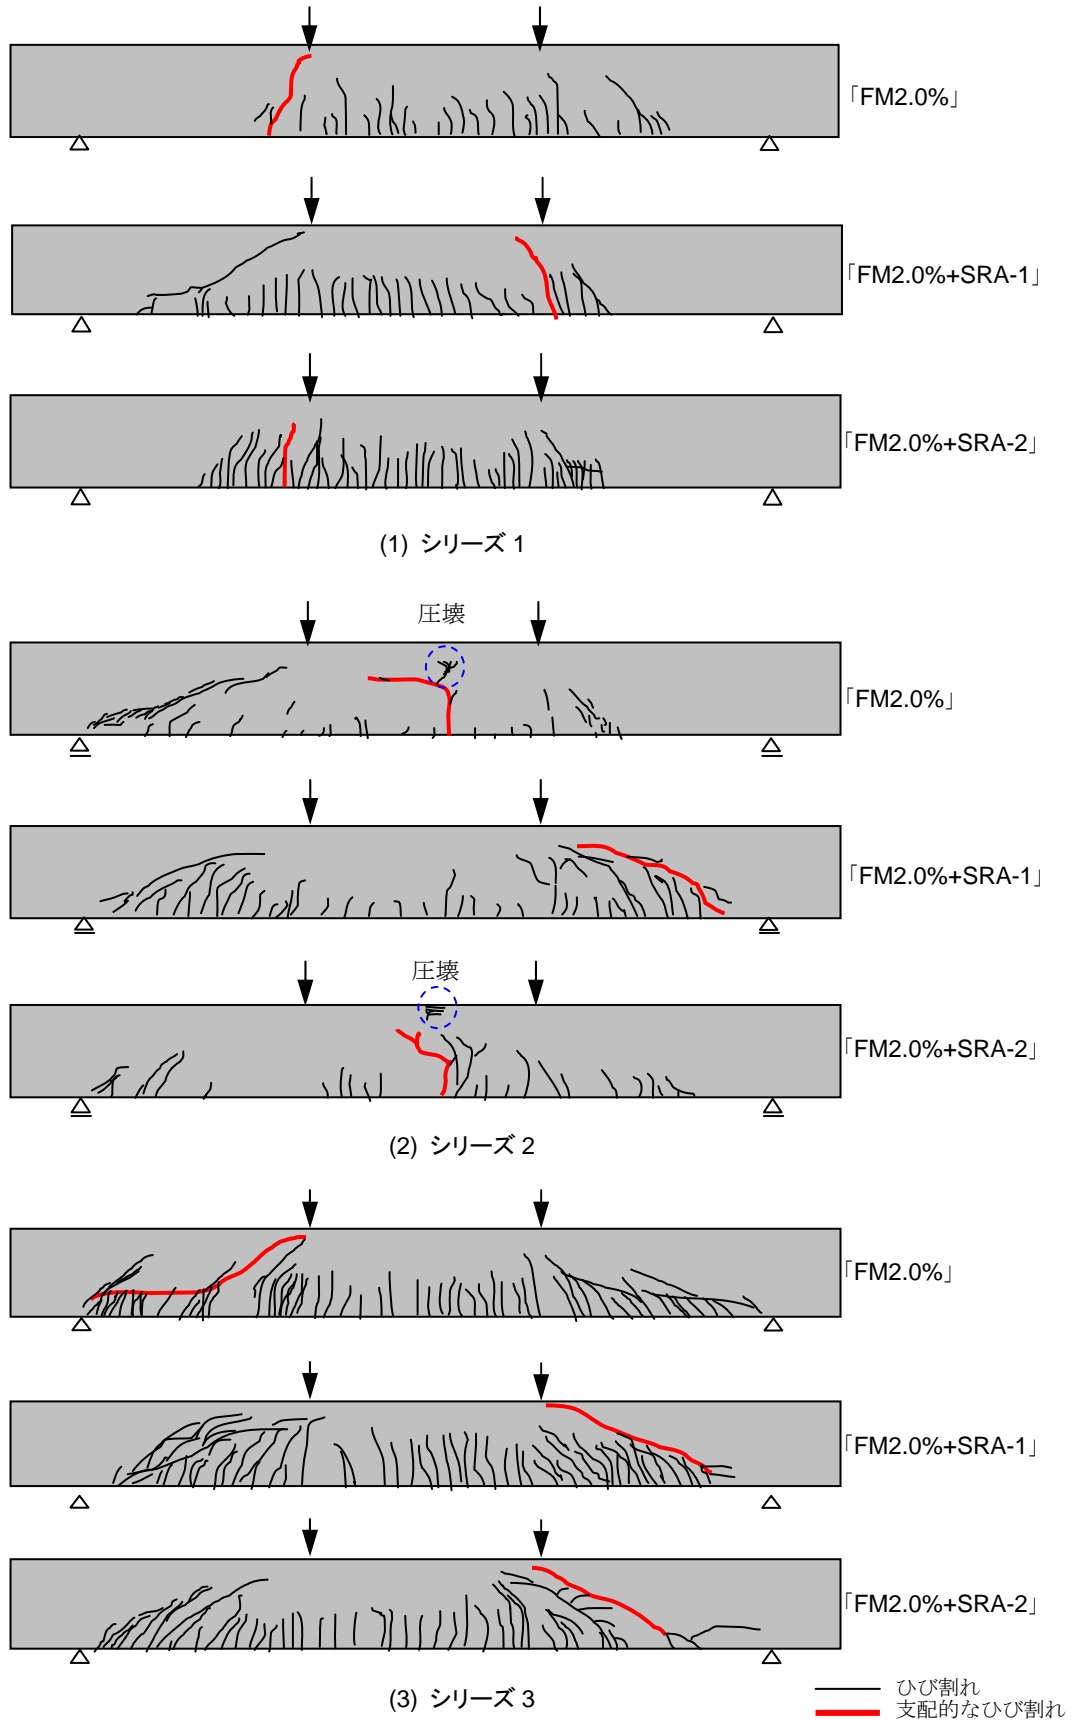 「FM2.0%」
「FM2.0%+SRA-1」
「FM2.0%+SRA-2」
(1) シリーズ 1
圧壊
「FM2.0%」
「FM2.0%+SRA-1」
圧壊
「FM2.0%+SRA-2」
(2) シリーズ 2
「FM2.0%」
「FM2.0%+SRA-1」
「FM2.0%+SRA-2」
(3) シリーズ 3
ひび割れ
支配的なひび割れ